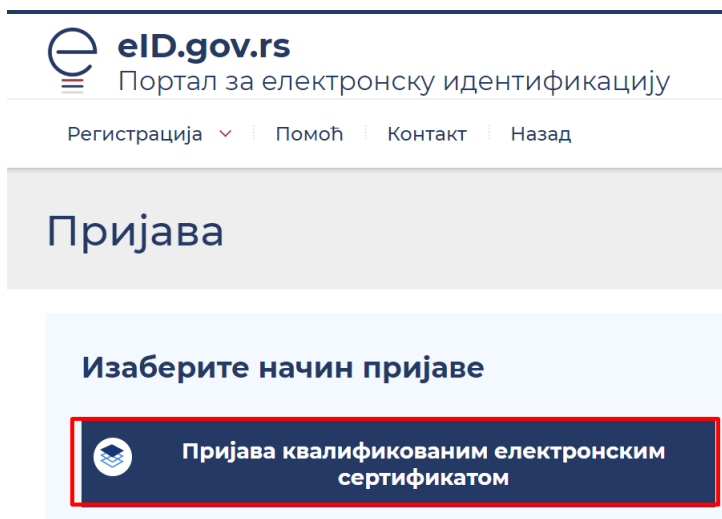 eID.gov.rs
Портал за електронску идентификацију
Регистрација Помоћ Контакт Назад
Пријава
Изаберите начин пријаве
Пријава квалификованим електронским
сертификатом